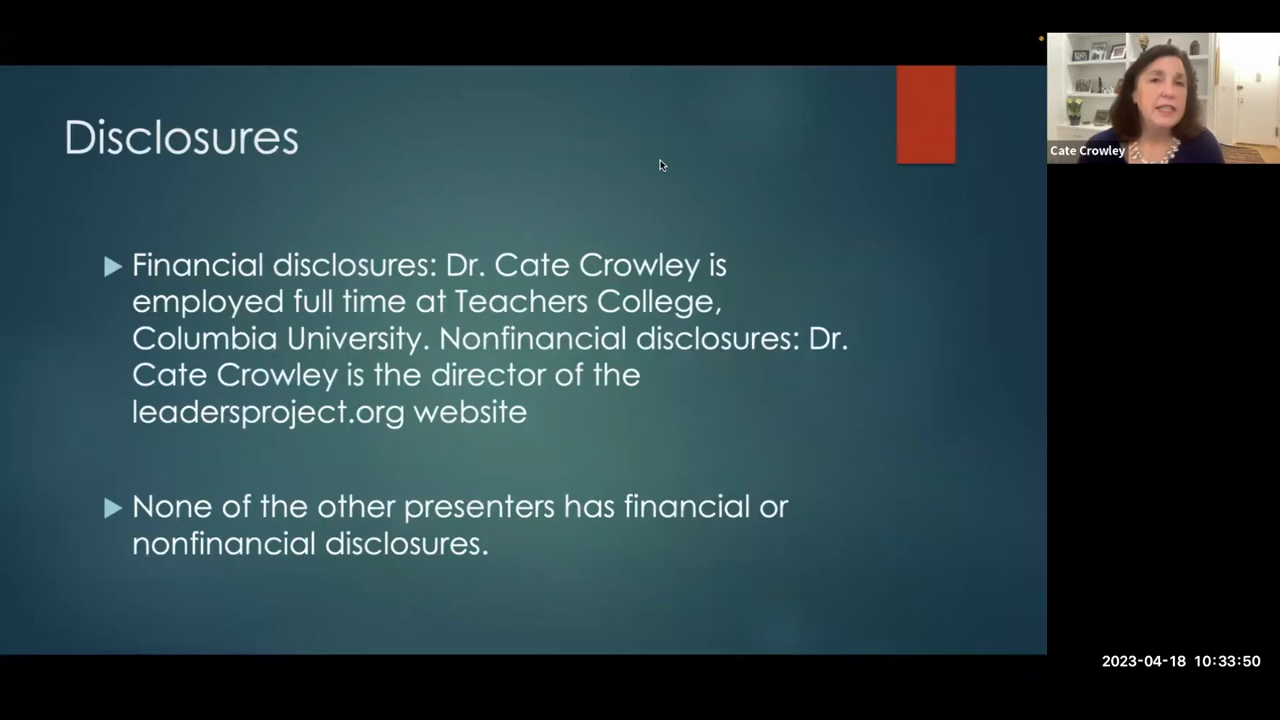 Disclosures
Financial disclosures: Dr. Cate Crowley is
employed full time at Teachers College,
Columbia University. Nonfinancial disclosures: Dr.
Cate Crowley is the director of the
leadersproject.org website
None of the other presenters has financial or
nonfinancial disclosures.
Cate Crowley
2023-04-18 10:33:50